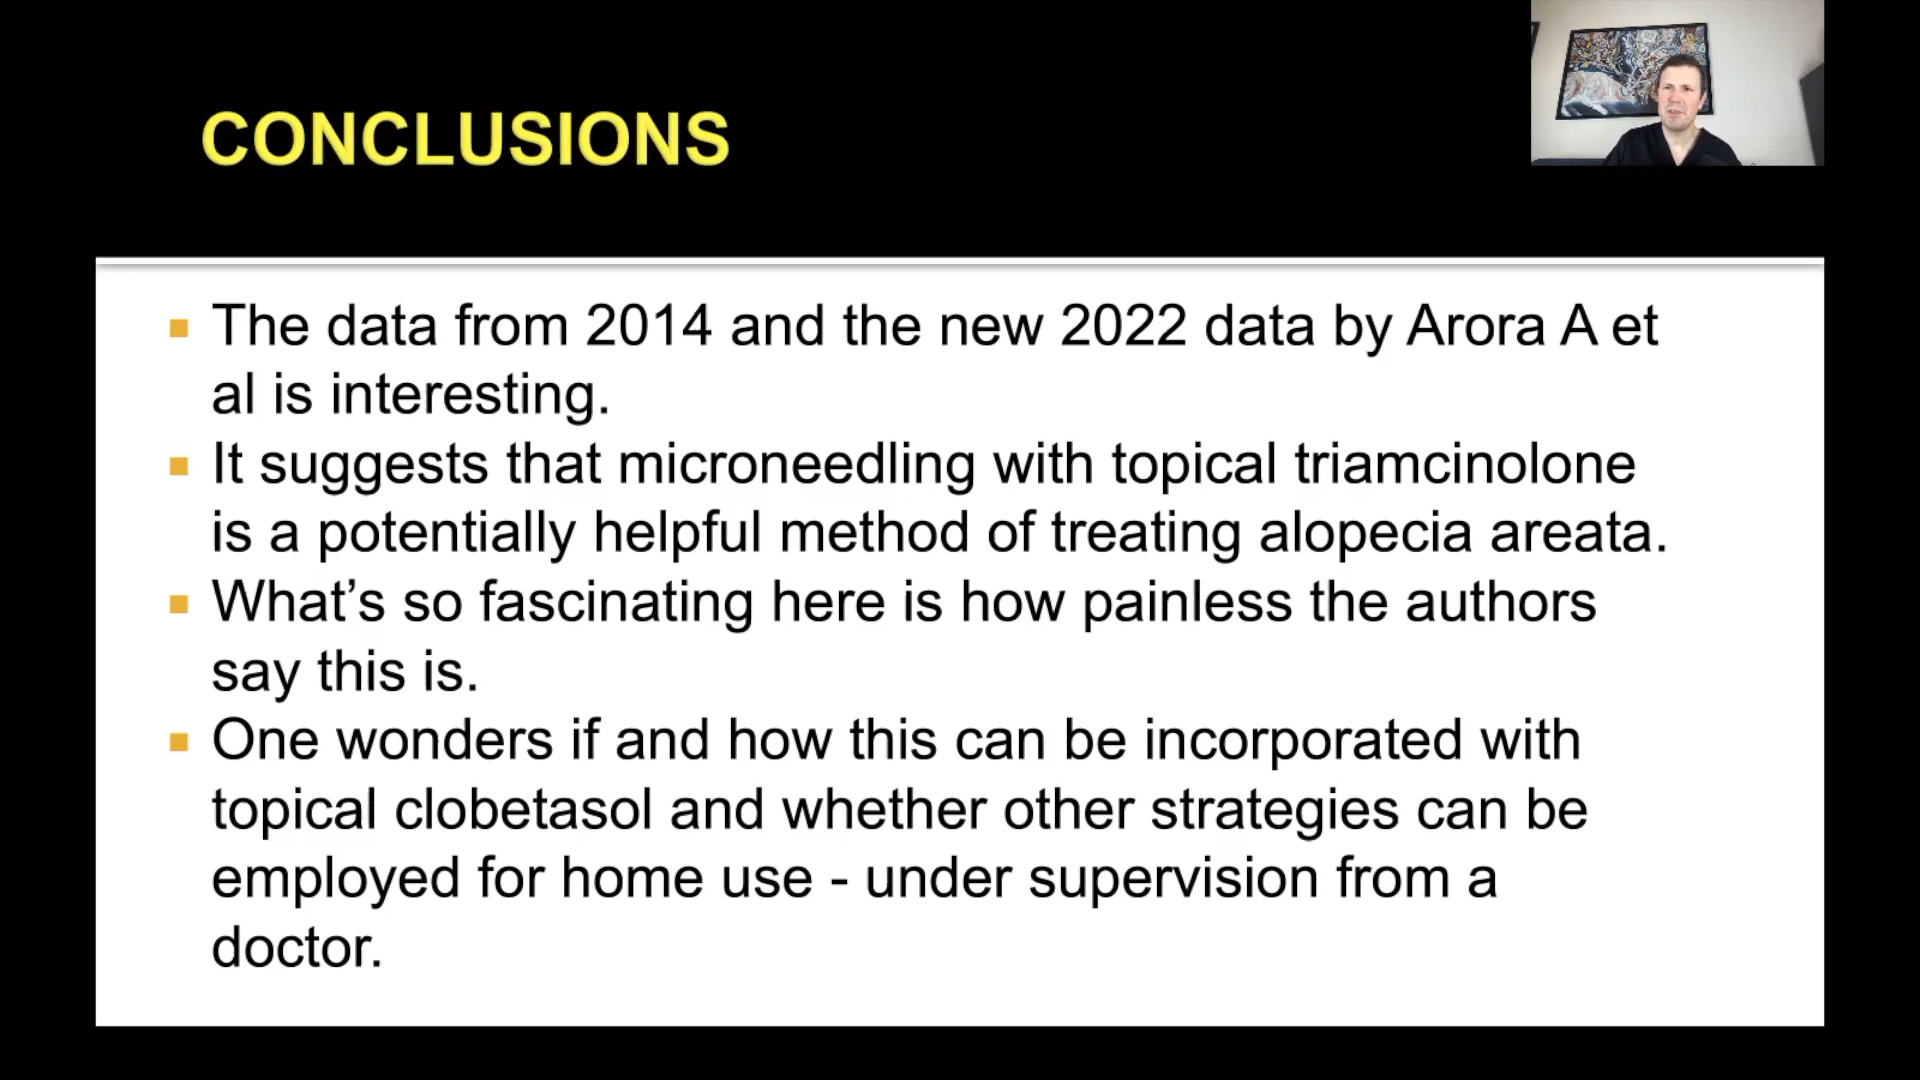 CONCLUSIONS
The data from 2014 and the new 2022 data by Arora A et
al is interesting.
It suggests that microneedling with topical triamcinolone
is a potentially helpful method of treating alopecia areata.
What’s so fascinating here is how painless the authors
say this is.
One wonders if and how this can be incorporated with
topical clobetasol and whether other strategies can be
employed for home use - under supervision from a
doctor.